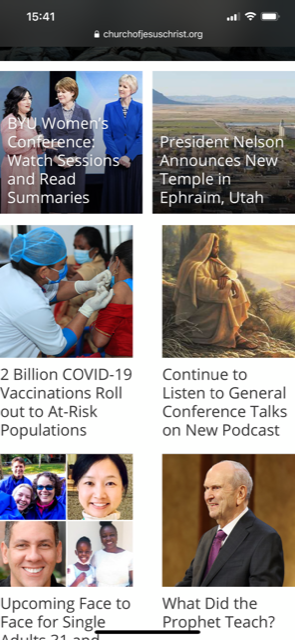 15:41
churchofjesuschrist.org
BYU Women's
Conference:
Watch Sessions
and Read
Summaries
President Nelson
Announces New
Temple in
Ephraim, Utah
2 Billion COVID-19
Vaccinations Roll
out to At-Risk
Populations
Continue to
Listen to General
Conference Talks
on New Podcast
Upcoming Face to
Face for Single
Adults 31 and
What Did the
Prophet Teach?